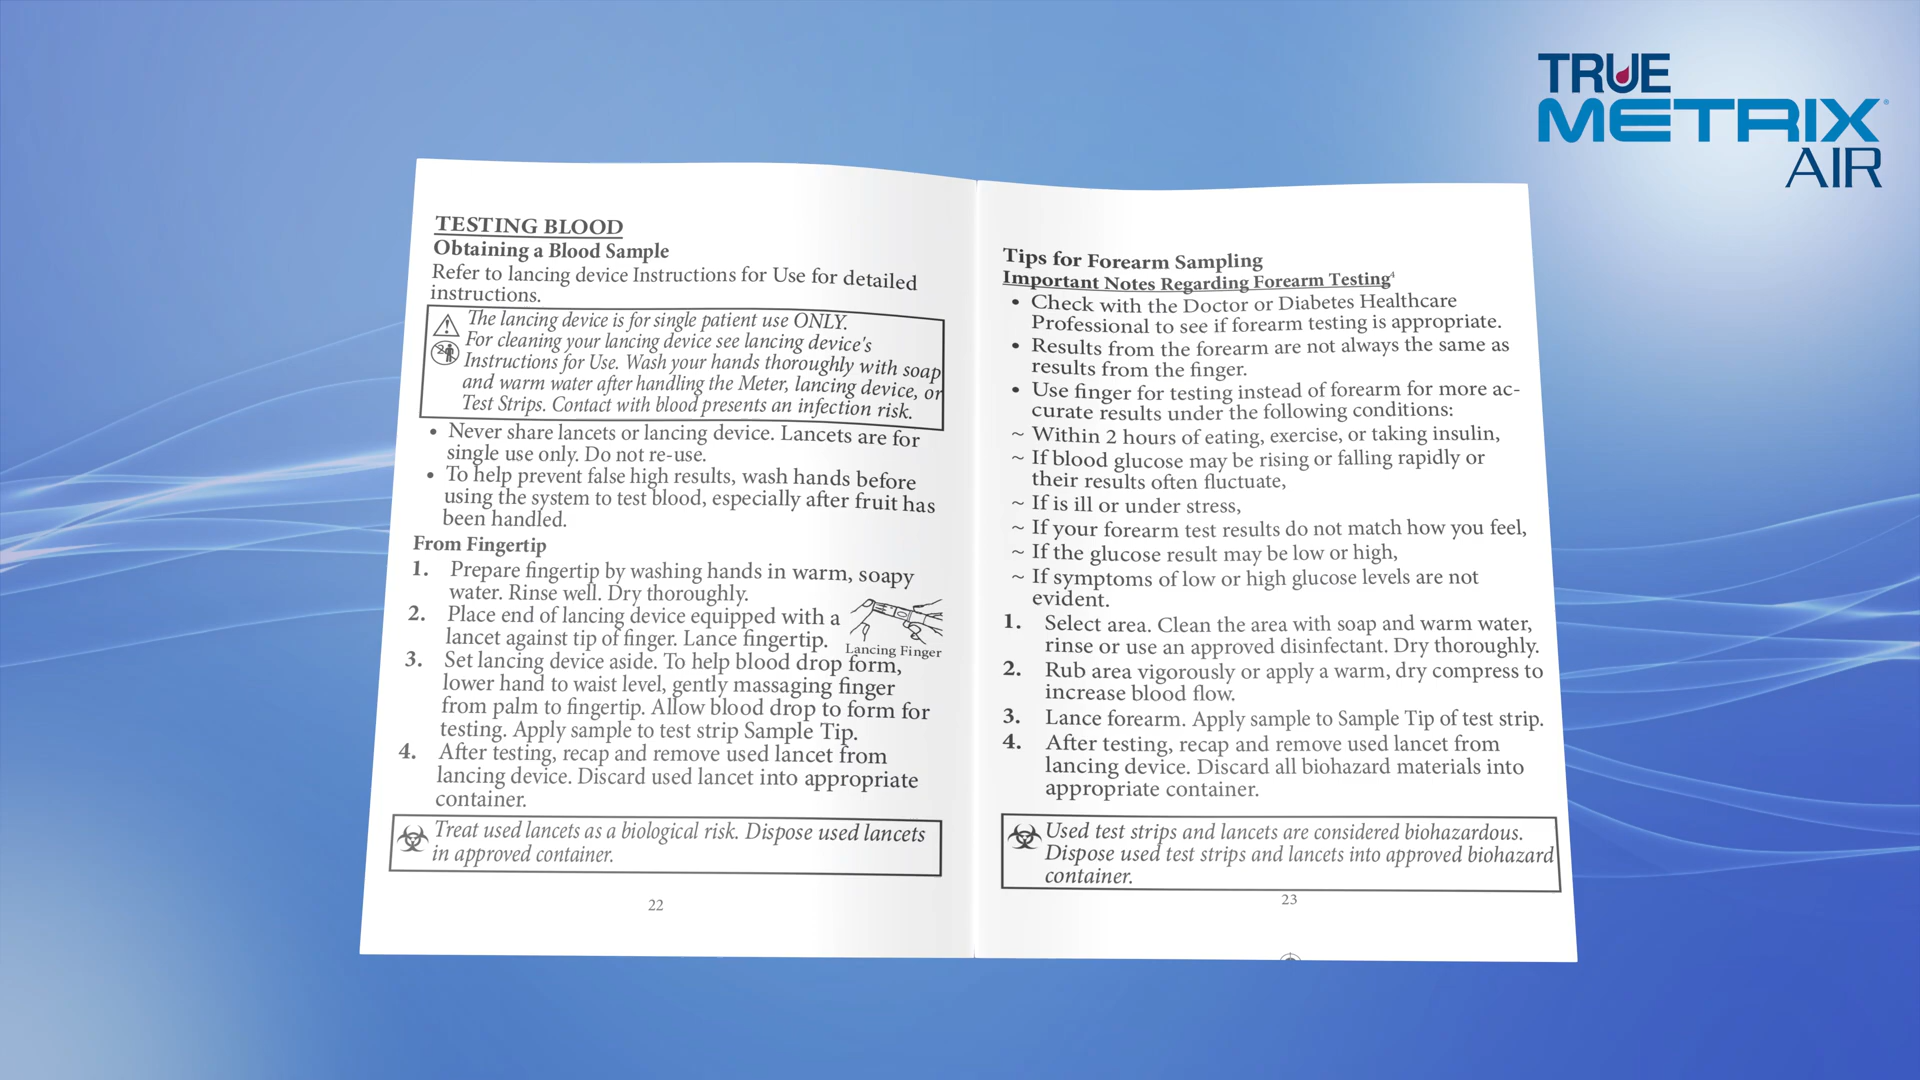 TRUE
METRIX®
AIR
TESTING BLOOD
Obtaining a Blood Sample
Refer to lancing device Instructions for Use for detailed
instructions.
The lancing device is for single patient use ONLY.
For cleaning your lancing device see lancing device's
Instructions for Use. Wash your hands thoroughly with soap
and warm water after handling the Meter, lancing device, or
Test Strips. Contact with blood presents an infection risk.
• Never share lancets or lancing device. Lancets are for
single use only. Do not re-use.
• To help prevent false high results, wash hands before
using the system to test blood, especially after fruit has
been handled.
From Fingertip
1. Prepare fingertip by washing hands in warm, soapy
water. Rinse well. Dry thoroughly.
2. Place end of lancing device equipped with a
lancet against tip of finger. Lance fingertip.
Lancing Finger
3. Set lancing device aside. To help blood drop form,
lower hand to waist level, gently massaging finger
from palm to fingertip. Allow blood drop to form for
testing. Apply sample to test strip Sample Tip.
4. After testing, recap and remove used lancet from
lancing device. Discard used lancet into appropriate
container.
Treat used lancets as a biological risk. Dispose used lancets
in approved container.
22
Tips for Forearm Sampling
Important Notes Regarding Forearm Testing⁴
• Check with the Doctor or Diabetes Healthcare
Professional to see if forearm testing is appropriate.
• Results from the forearm are not always the same as
results from the finger.
• Use finger for testing instead of forearm for more ac-
curate results under the following conditions:
~ Within 2 hours of eating, exercise, or taking insulin,
~ If blood glucose may be rising or falling rapidly or
their results often fluctuate,
~ If is ill or under stress,
~ If your forearm test results do not match how you feel,
~ If the glucose result may be low or high,
~ If symptoms of low or high glucose levels are not
evident.
1. Select area. Clean the area with soap and warm water,
rinse or use an approved disinfectant. Dry thoroughly.
2. Rub area vigorously or apply a warm, dry compress to
increase blood flow.
3. Lance forearm. Apply sample to Sample Tip of test strip.
4. After testing, recap and remove used lancet from
lancing device. Discard all biohazard materials into
appropriate container.
Used test strips and lancets are considered biohazardous.
Dispose used test strips and lancets into approved biohazard
container.
23